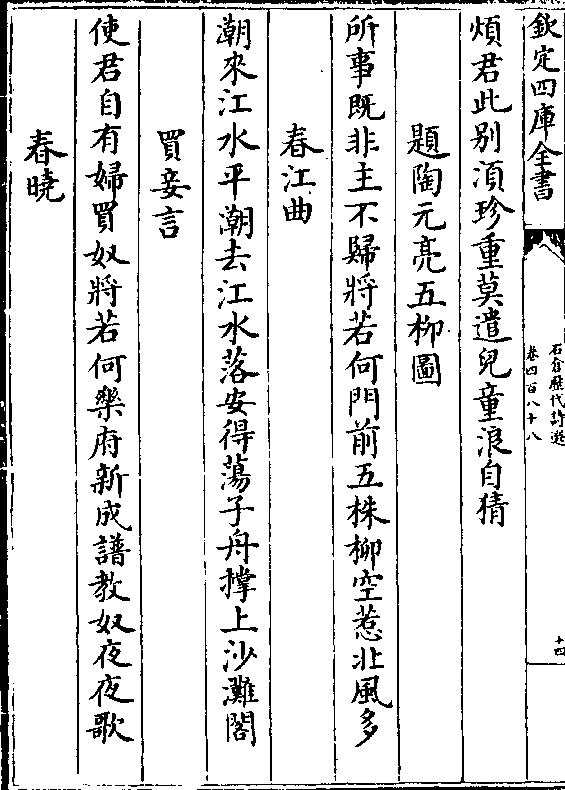 欽定四庫全書
石倉歷代詩選
卷四百八十八
十四
煩君此别湏珍重莫遣兒童浪自猜
題陶元亮五柳圖
所事既非主不歸將若何門前五株柳空惹北風多
春江曲
潮來江水平潮去江水落安得蕩子舟撑上沙灘閣
買妾言
使君自有婦買奴將若何樂府新成譜教奴夜夜歌
春曉